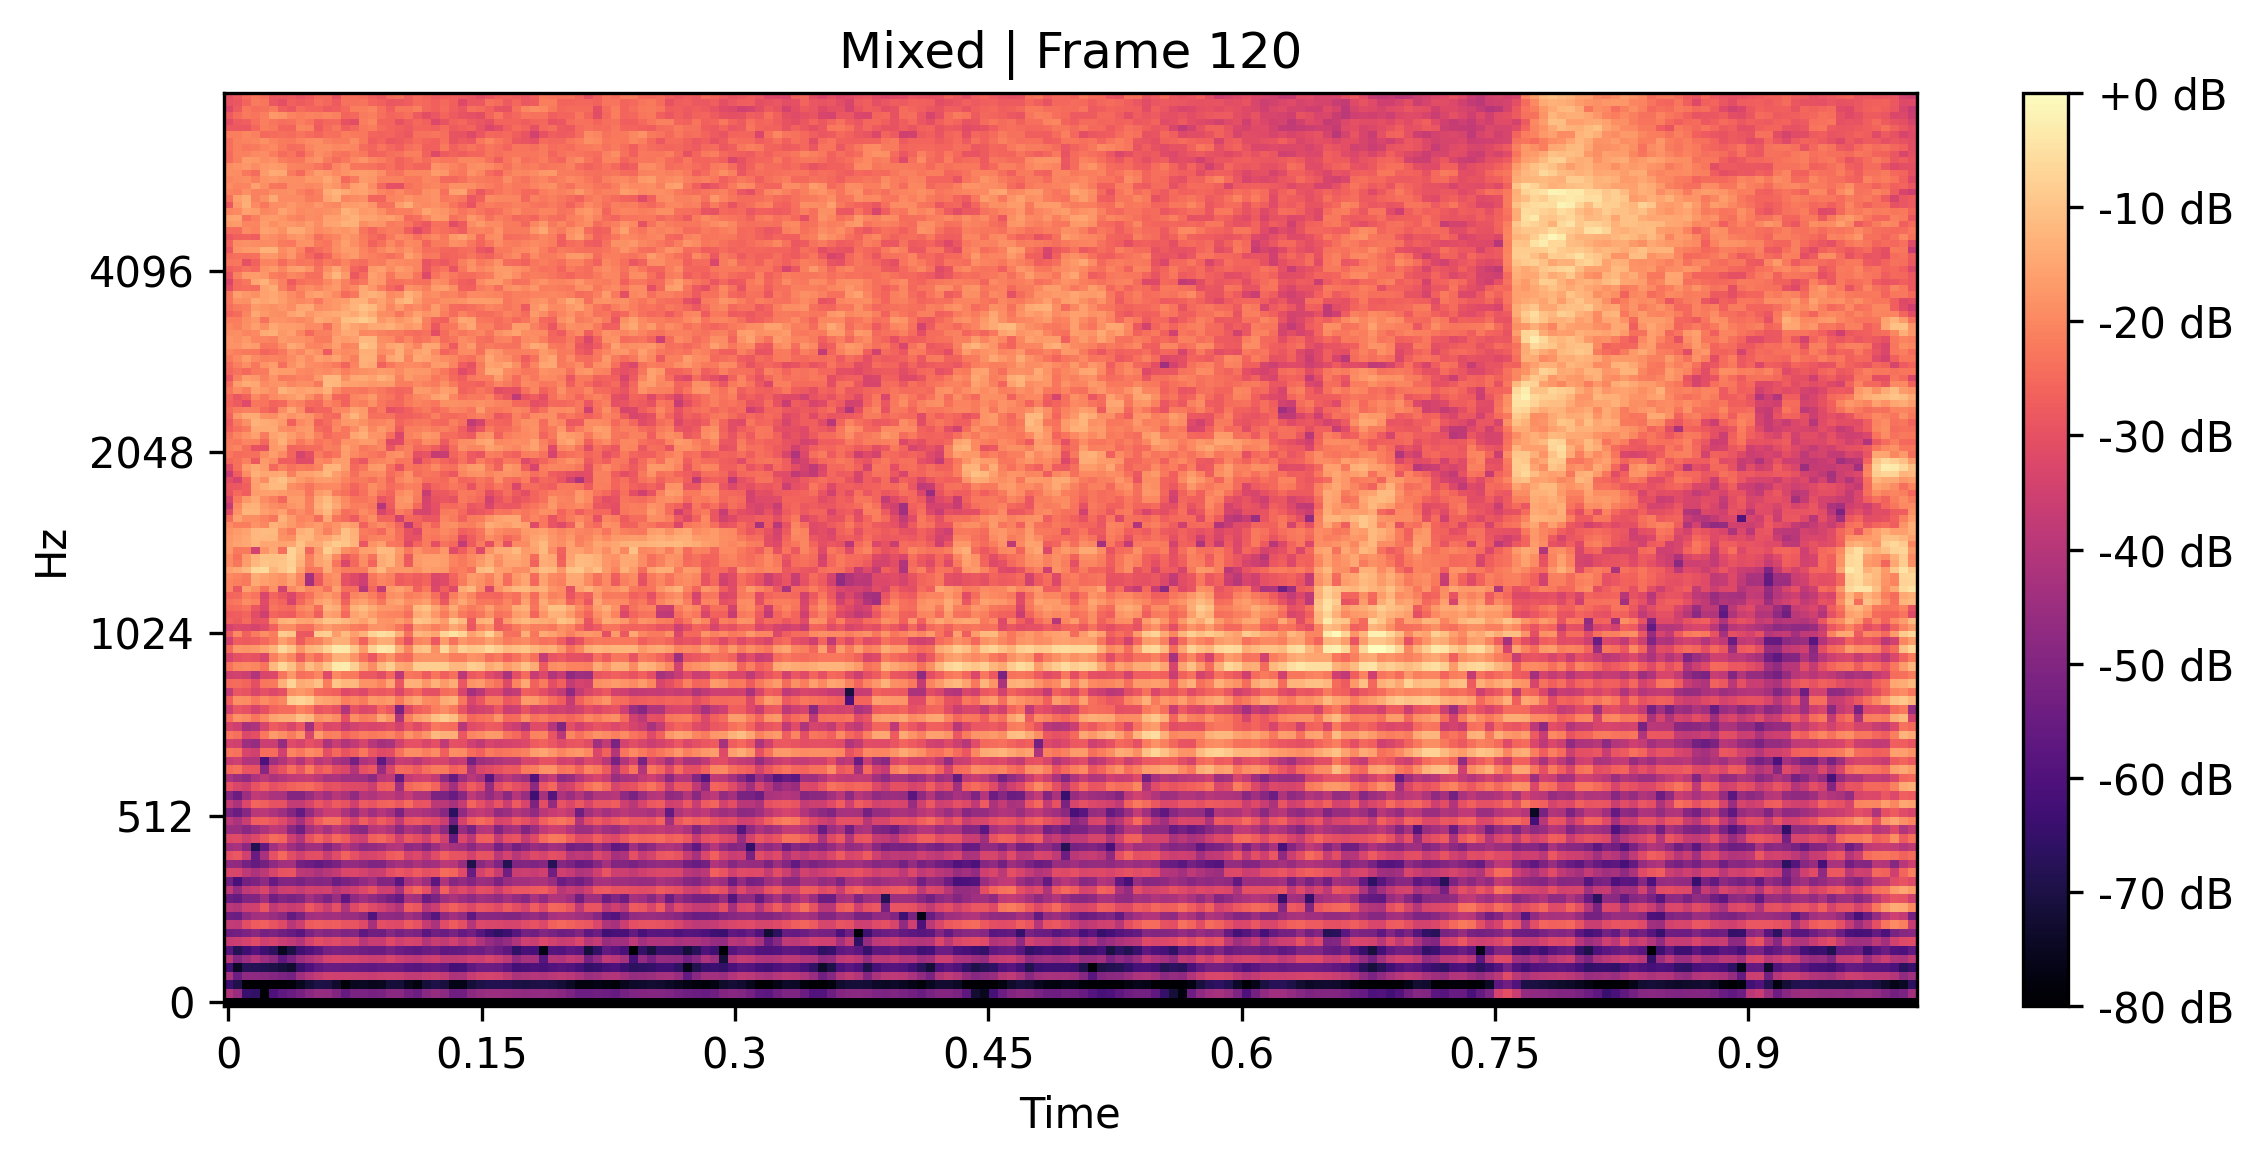 Mixed | Frame 120
+0 dB
-10 dB
-20 dB
-30 dB
-40 dB
-50 dB
-60 dB
-70 dB
-80 dB
4096
2048
1024
512
0
Hz
0 0.15 0.3 0.45 0.6 0.75 0.9
Time